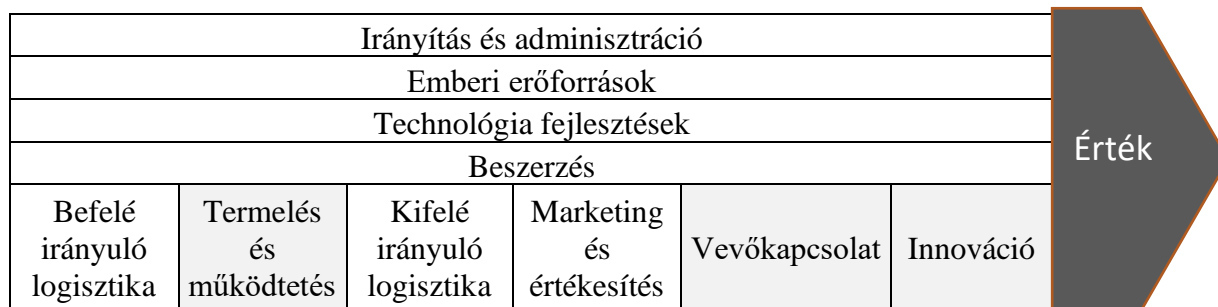 Irányítás és adminisztráció
Emberi erőforrások
Technológia fejlesztések
Beszerzés
Érték
Befelé
irányuló
logisztika
Termelés
és
működtetés
Kifelé
irányuló
logisztika
Marketing
és
értékesítés
Vevőkapcsolat
Innováció